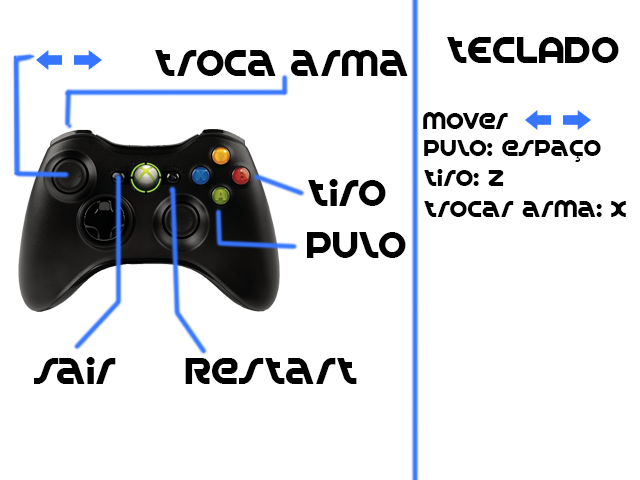 troca arma
tiro
Pulo
sair
Restart
tECLADO
mover
Pulo: espaço
tiro: Z
trocar arma: X
Y
X
B
A